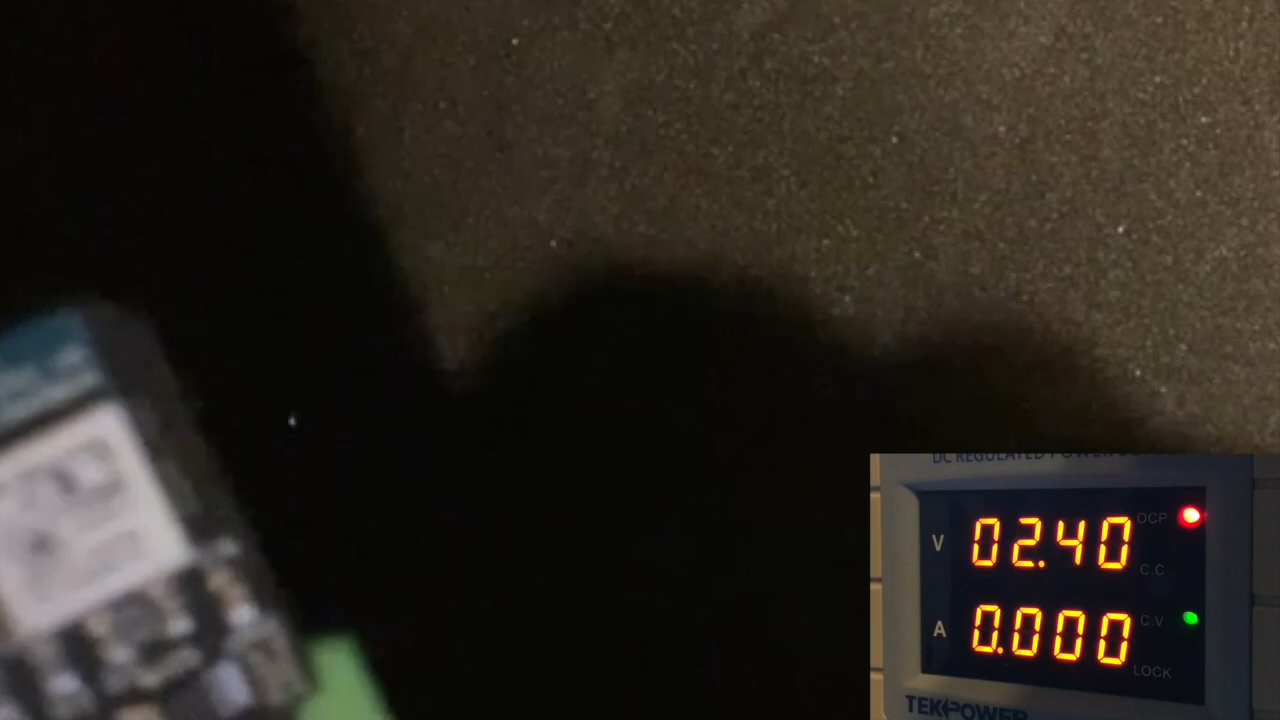 DC REGULATED POWER
V 02.40 OCP
C.C
A 0.000 C.V
LOCK
TEKPOWER